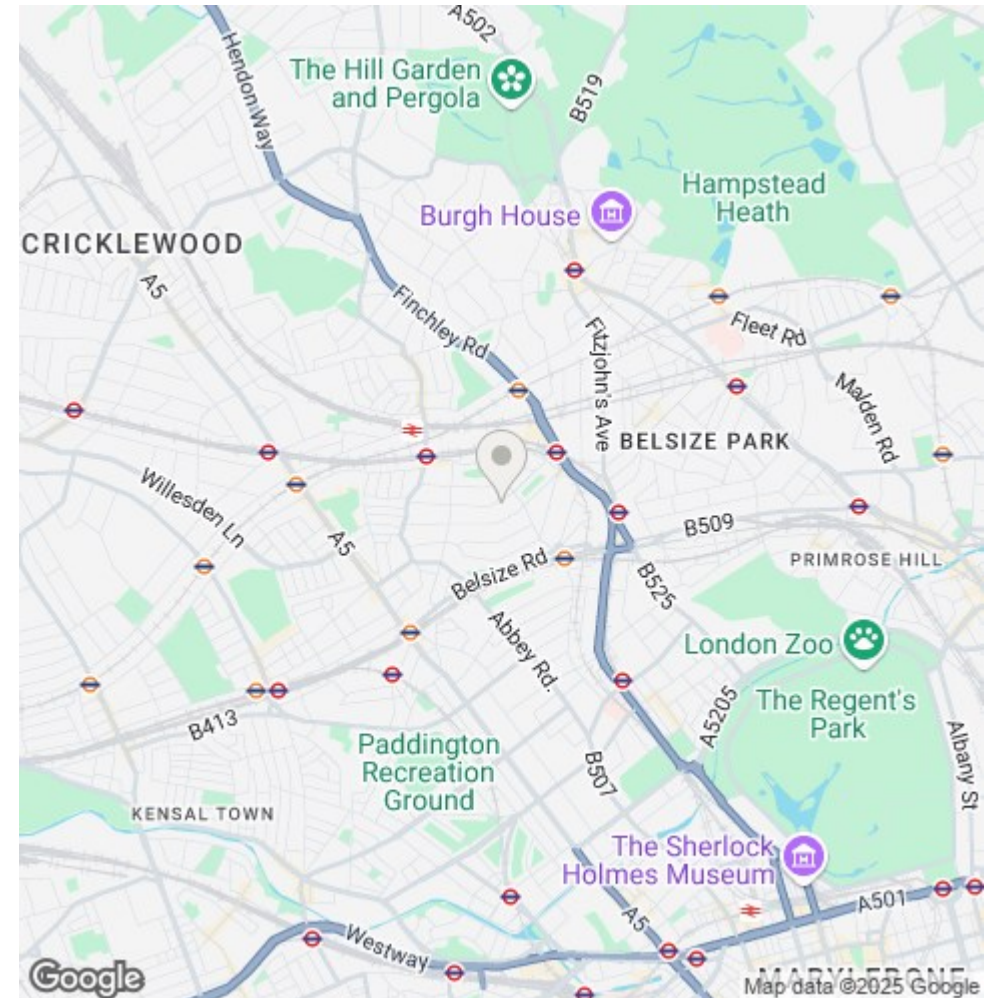 A502
Hendon Way
The Hill Garden
and Pergola
B519
Hampstead
Heath
Burgh House
CRICKLEWOOD
A5
Finchley Rd
Fleet Rd
Fitzjohn's Ave
Malden Rd
BELSIZE PARK
Willesden Ln
A5
B509
Belsize Rd
PRIMROSE HILL
B525
Abbey Rd.
London Zoo
A5205
The Regent's
Park
B413
Paddington
Recreation
Ground
B507
Albany St
KENSAL TOWN
The Sherlock
Holmes Museum
A501
A5
Westway
MARYLEBONE
Google
Map data ©2025 Google